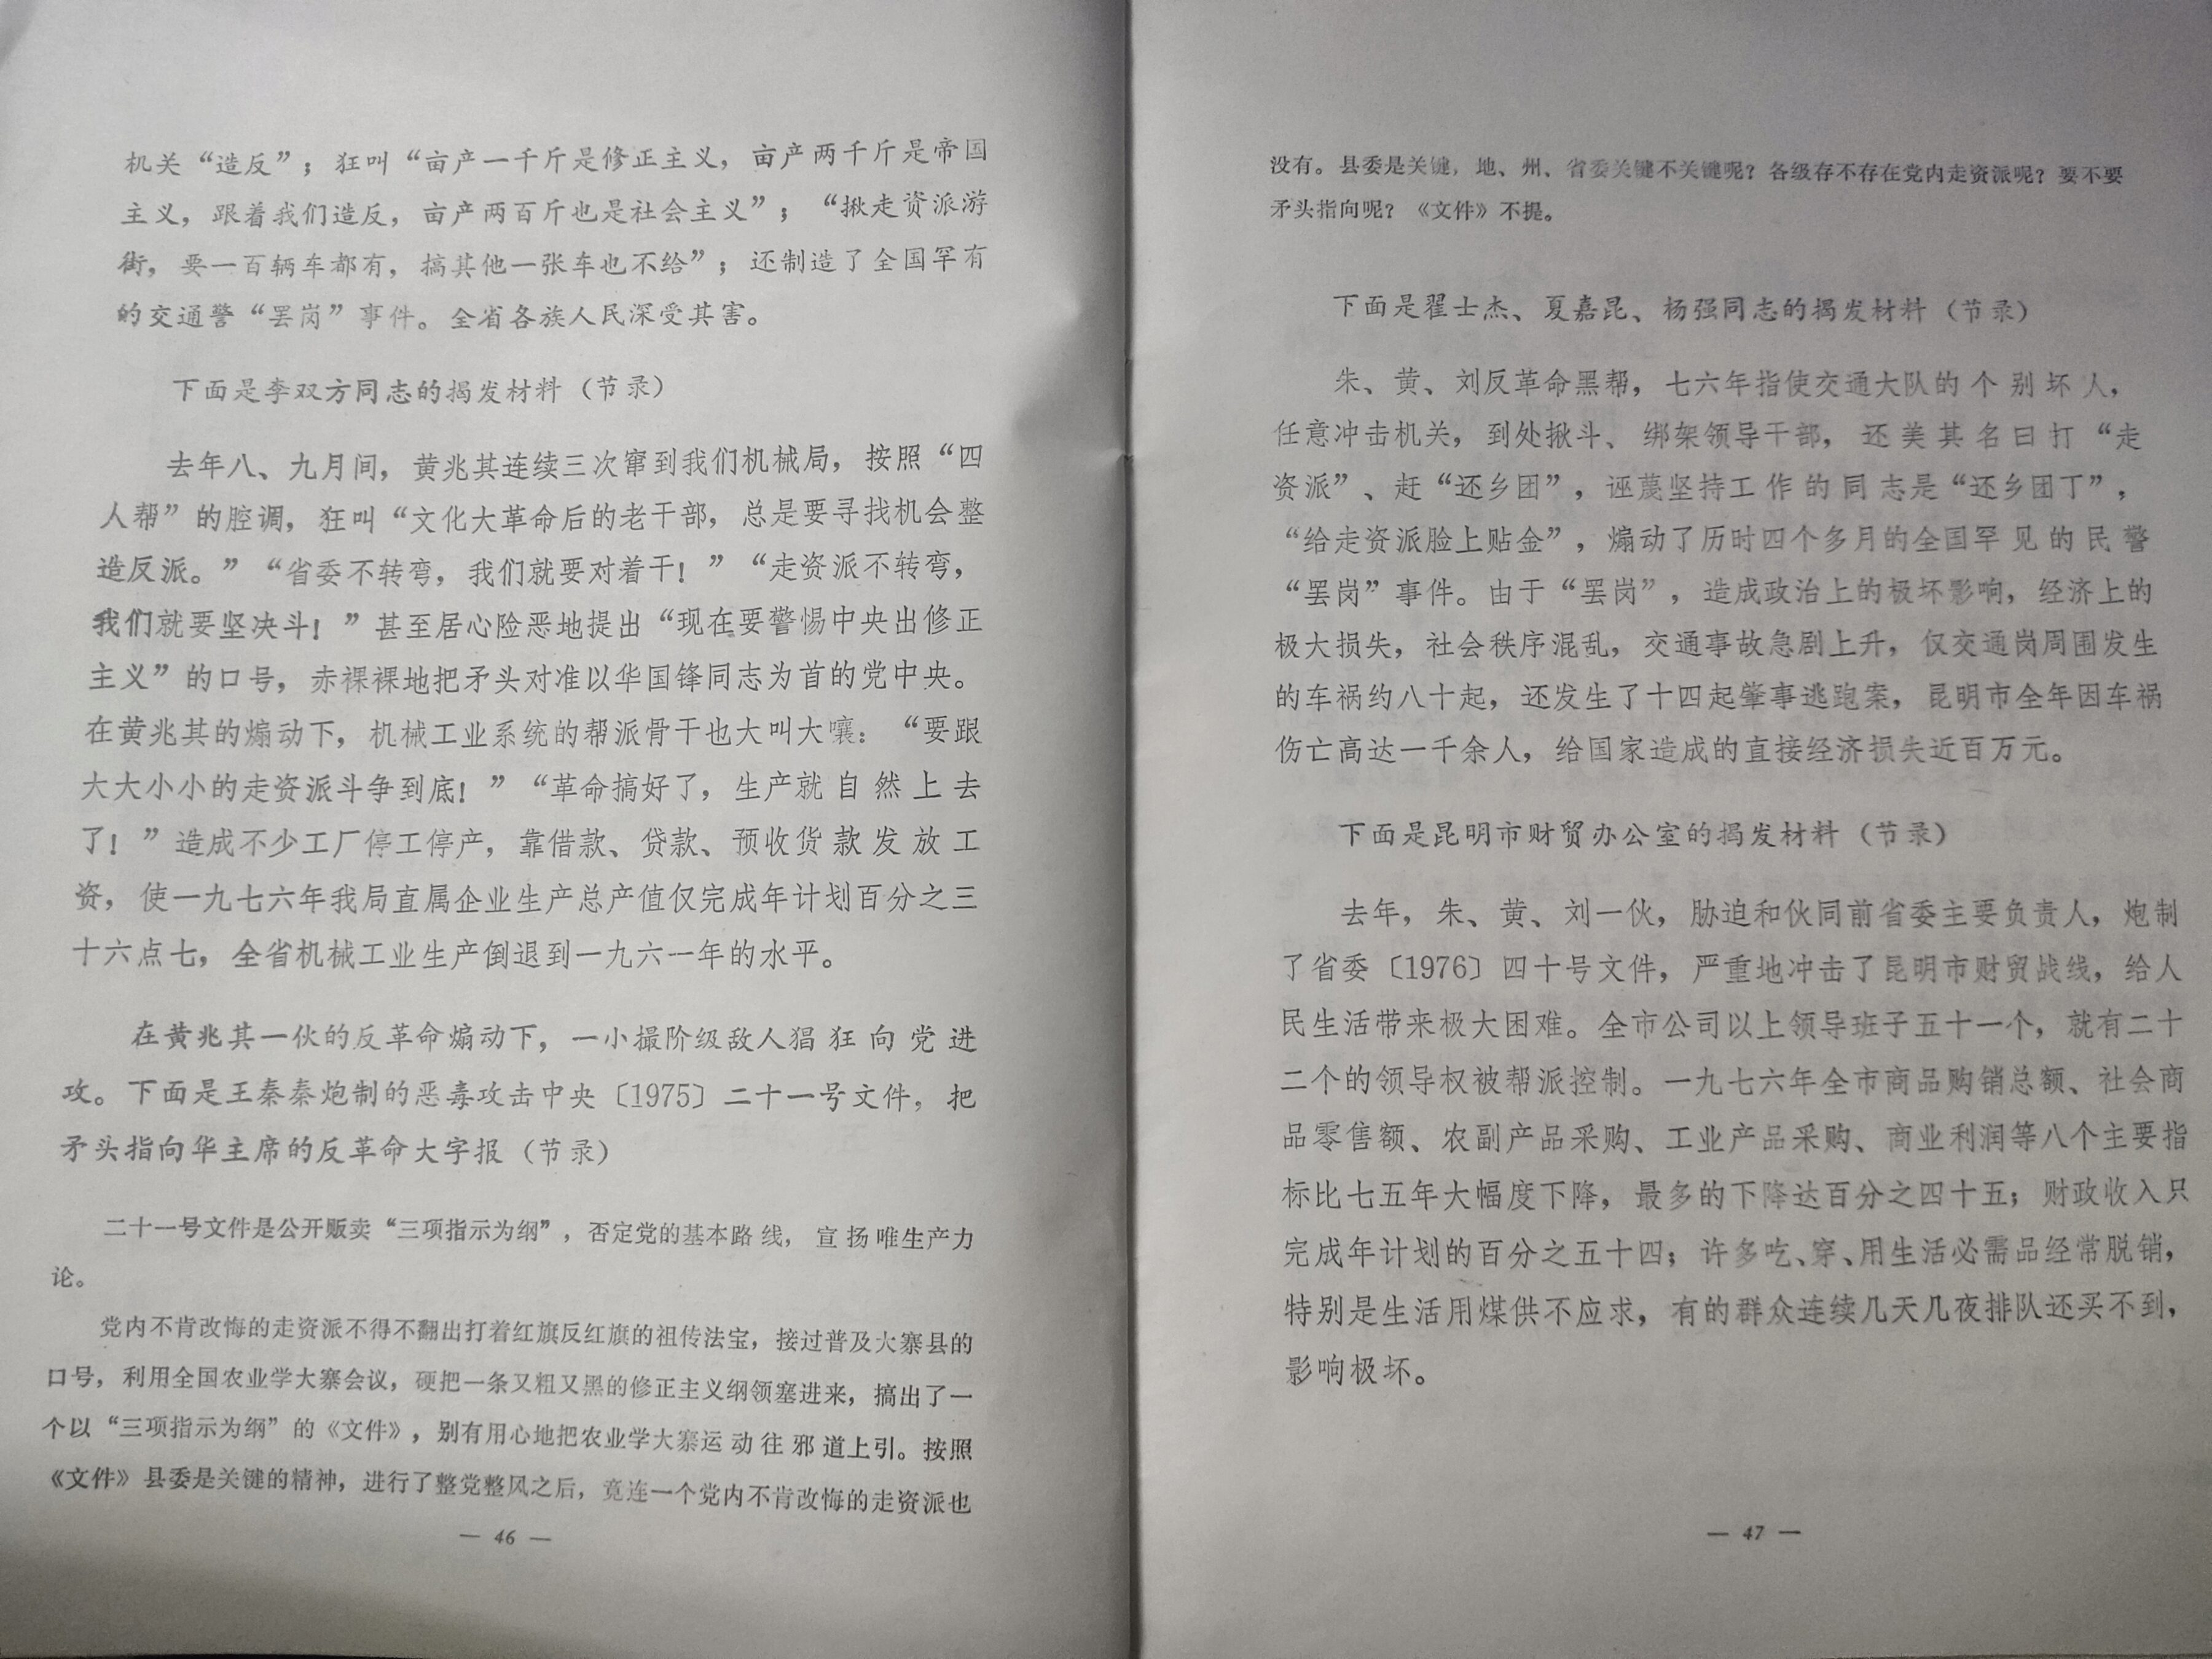 机关“造反”；狂叫“亩产一千斤是修正主义，亩产两千斤是帝国
主义，跟着我们造反，亩产两百斤也是社会主义”；“揪走资派游
街，要一百辆车都有，搞其他一张车也不给”；还制造了全国罕有
的交通警“罢岗”事件。全省各族人民深受其害。
下面是李双方同志的揭发材料（节录）
去年八、九月间，黄兆其连续三次窜到我们机械局，按照“四
人帮”的腔调，狂叫“文化大革命后的老干部，总是要寻找机会整
造反派。”“省委不转弯，我们就要对着干！”“走资派不转弯，
我们就要坚决斗！”甚至居心险恶地提出“现在要警惕中央出修正
主义”的口号，赤裸裸地把矛头对准以华国锋同志为首的党中央。
在黄兆其的煽动下，机械工业系统的帮派骨干也大叫大嚷：“要跟
大大小小的走资派斗争到底！”“革命搞好了，生产就自然上去
了！”造成不少工厂停工停产，靠借款、贷款、预收货款发放工
资，使一九七六年我局直属企业生产总产值仅完成年计划百分之三
十六点七，全省机械工业生产倒退到一九六一年的水平。
在黄兆其一伙的反革命煽动下，一小撮阶级敌人猖狂向党进
攻。下面是王秦秦炮制的恶毒攻击中央〔1975〕二十一号文件，把
矛头指向华主席的反革命大字报（节录）
二十一号文件是公开贩卖“三项指示为纲”，否定党的基本路线，宣扬唯生产力
论。
党内不肯改悔的走资派不得不翻出打着红旗反红旗的祖传法宝，接过普及大寨县的
口号，利用全国农业学大寨会议，硬把一条又粗又黑的修正主义纲领塞进来，搞出了一
个以“三项指示为纲”的《文件》，别有用心地把农业学大寨运动往邪道上引。按照
《文件》县委是关键的精神，进行了整党整风之后，竟连一个党内不肯改悔的走资派也
— 46 —
没有。县委是关键，地、州、省委关键不关键呢？各级存不存在党内走资派呢？要不要
矛头指向呢？《文件》不提。
下面是翟士杰、夏嘉昆、杨强同志的揭发材料（节录）
朱、黄、刘反革命黑帮，七六年指使交通大队的个别坏人，
任意冲击机关，到处揪斗、绑架领导干部，还美其名曰打“走
资派”、赶“还乡团”，诬蔑坚持工作的同志是“还乡团丁”，
“给走资派脸上贴金”，煽动了历时四个多月的全国罕见的民警
“罢岗”事件。由于“罢岗”，造成政治上的极坏影响，经济上的
极大损失，社会秩序混乱，交通事故急剧上升，仅交通岗周围发生
的车祸约八十起，还发生了十四起肇事逃跑案，昆明市全年因车祸
伤亡高达一千余人，给国家造成的直接经济损失近百万元。
下面是昆明市财贸办公室的揭发材料（节录）
去年，朱、黄、刘一伙，胁迫和伙同前省委主要负责人，炮制
了省委〔1976〕四十号文件，严重地冲击了昆明市财贸战线，给人
民生活带来极大困难。全市公司以上领导班子五十一个，就有二十
二个的领导权被帮派控制。一九七六年全市商品购销总额、社会商
品零售额、农副产品采购、工业产品采购、商业利润等八个主要指
标比七五年大幅度下降，最多的下降达百分之四十五；财政收入只
完成年计划的百分之五十四；许多吃、穿、用生活必需品经常脱销，
特别是生活用煤供不应求，有的群众连续几天几夜排队还买不到，
影响极坏。
— 47 —